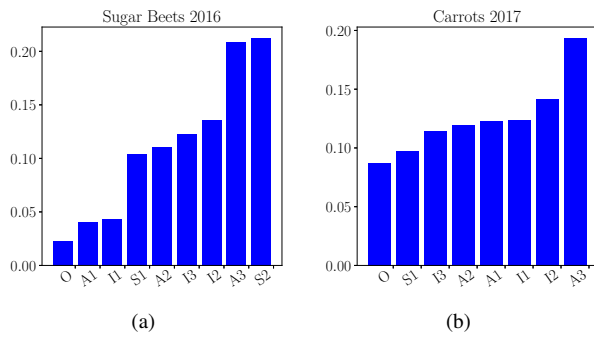 Sugar Beets 2016
0.20
0.15
0.10
0.05
0.00
O A1 I1 S1 A2 I3 I2 A3 S2
(a)
Carrots 2017
0.20
0.15
0.10
0.05
0.00
O S1 I3 A2 A1 I1 I2 A3
(b)